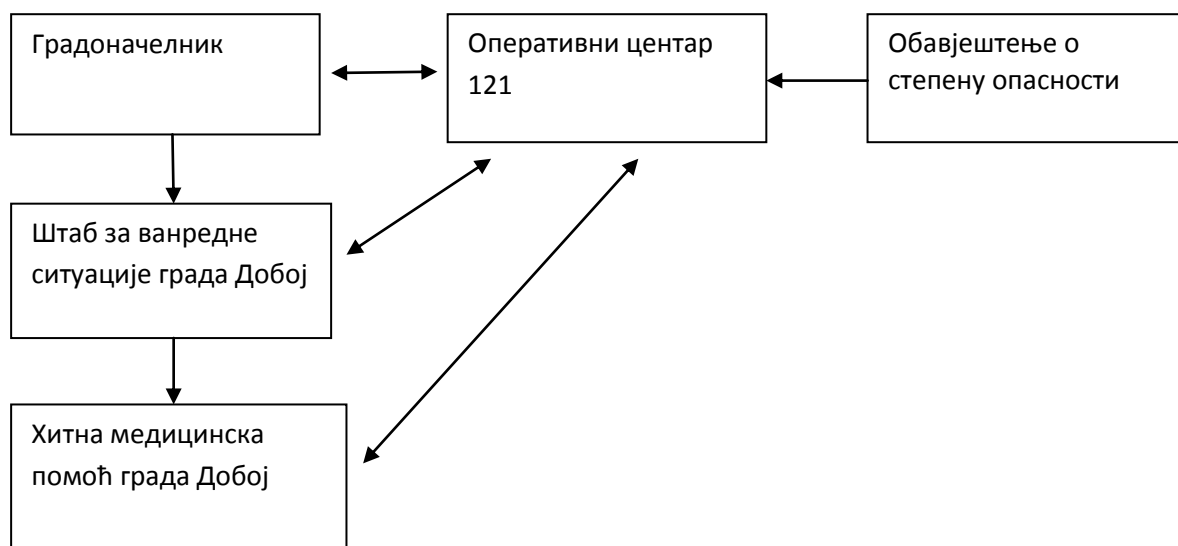 Градоначелник
Оперативни центар
121
Обавјештење о
степену опасности
Штаб за ванредне
ситуације града Добој
Хитна медицинска
помоћ града Добој